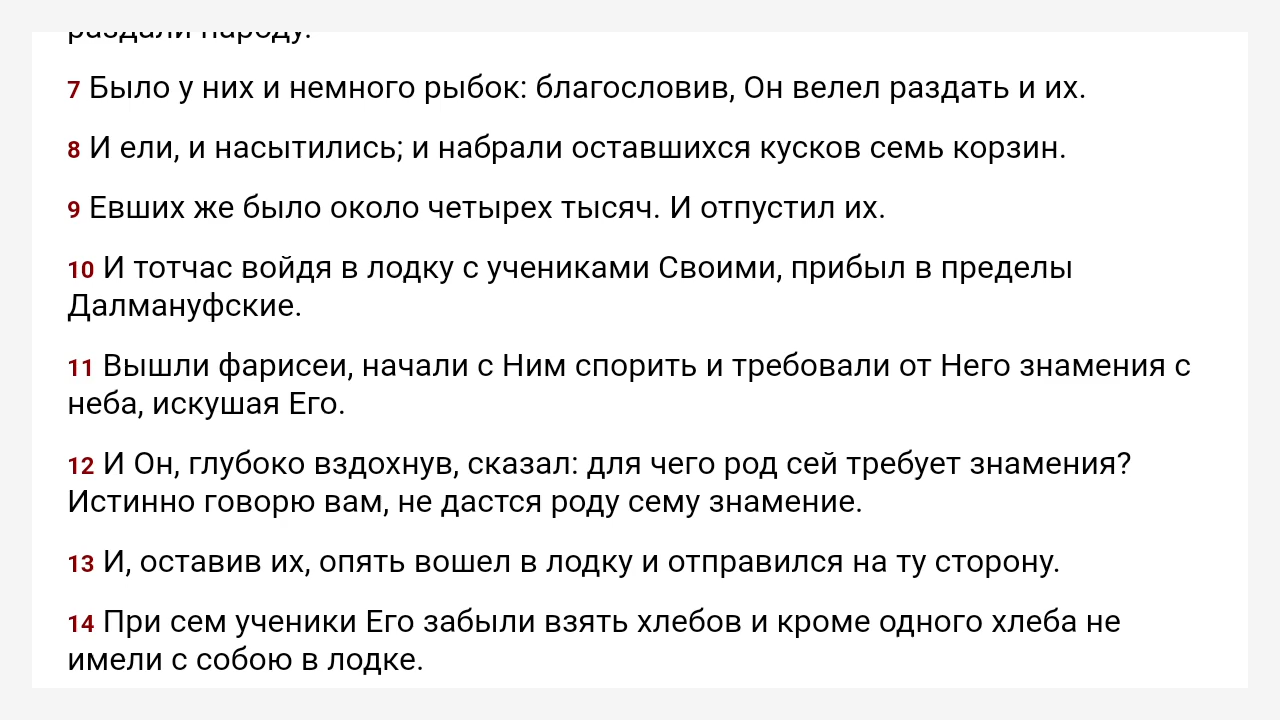 раздали народу.
7 Было у них и немного рыбок: благословив, Он велел раздать и их.
8 И ели, и насытились; и набрали оставшихся кусков семь корзин.
9 Евших же было около четырех тысяч. И отпустил их.
10 И тотчас войдя в лодку с учениками Своими, прибыл в пределы
Далмануфские.
11 Вышли фарисеи, начали с Ним спорить и требовали от Него знамения с
неба, искушая Его.
12 И Он, глубоко вздохнув, сказал: для чего род сей требует знамения?
Истинно говорю вам, не дастся роду сему знамение.
13 И, оставив их, опять вошел в лодку и отправился на ту сторону.
14 При сем ученики Его забыли взять хлебов и кроме одного хлеба не
имели с собою в лодке.